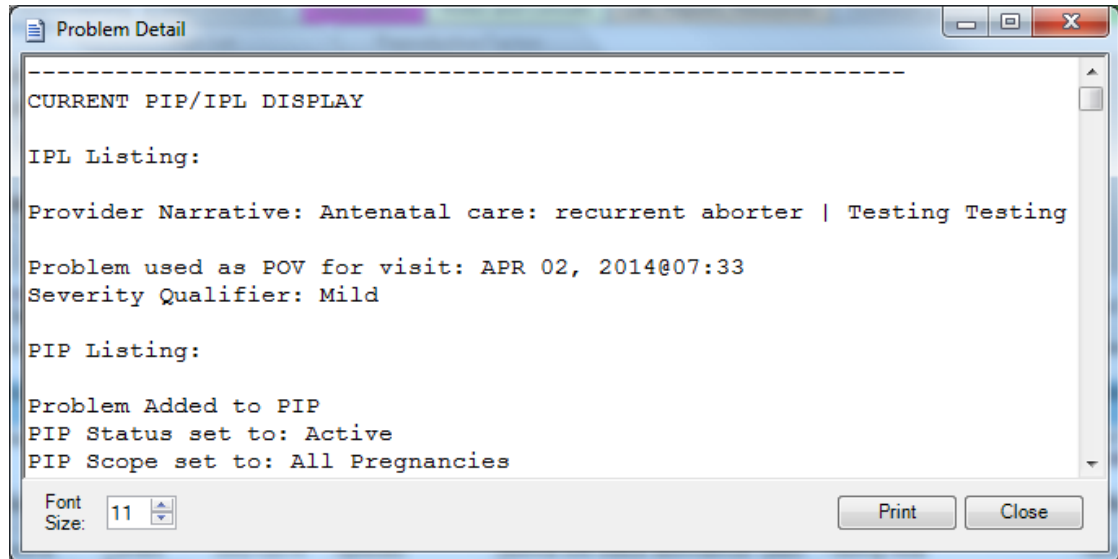 Problem Detail
------------------------------------------------------------
CURRENT PIP/IPL DISPLAY
IPL Listing:
Provider Narrative: Antenatal care: recurrent aborter | Testing Testing
Problem used as POV for visit: APR 02, 2014@07:33
Severity Qualifier: Mild
PIP Listing:
Problem Added to PIP
PIP Status set to: Active
PIP Scope set to: All Pregnancies
Font
Size:
11
Print
Close